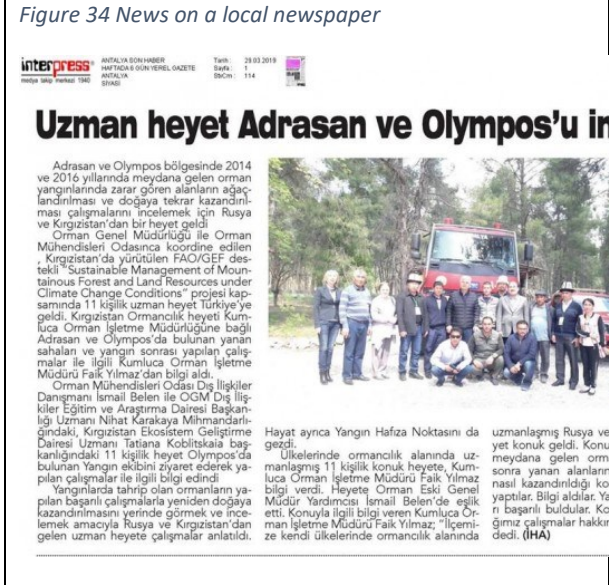 Figure 34 News on a local newspaper
interpress
medya takip merkezi 1940
ANTALYA SON HABER
HAFTADA 6 GÜN YEREL GAZETE
ANTALYA
SİYASİ
Tarih : 29.03.2019
Sayfa : 1
StxCm : 114
Uzman heyet Adrasan ve Olympos'u in
Adrasan ve Olympos bölgesinde 2014
ve 2016 yıllarında meydana gelen orman
yangınlarında zarar gören alanların ağaç-
landırılması ve doğaya tekrar kazandırıl-
ması çalışmalarını incelemek için Rusya
ve Kırgızistan'dan bir heyet geldi
Orman Genel Müdürlüğü ile Orman
Mühendisleri Odasınca koordine edilen
, Kırgızistan'da yürütülen FAO/GEF des-
tekli "Sustainable Management of Moun-
tainous Forest and Land Resources under
Climate Change Conditions" projesi kap-
samında 11 kişilik uzman heyet Türkiye'ye
geldi. Kırgızistan Ormancılık heyeti Kum-
luca Orman İşletme Müdürlüğüne bağlı
Adrasan ve Olympos'da bulunan yanan
sahaları ve yangın sonrası yapılan çalış-
malar ile ilgili Kumluca Orman İşletme
Müdürü Faik Yılmaz'dan bilgi aldı.
Orman Mühendisleri Odası Dış İlişkiler
Danışmanı İsmail Belen ile OGM Dış İliş-
kiler Eğitim ve Araştırma Dairesi Başkan-
lığı Uzmanı Nihat Karakaya Mihmandarlı-
ğındaki, Kırgızistan Ekosistem Geliştirme
Dairesi Uzmanı Tatiana Koblitskaia baş-
kanlığındaki 11 kişilik heyet Olympos'da
bulunan Yangın ekibini ziyaret ederek ya-
pılan çalışmalar ile ilgili bilgi edindi
Yangınlarda tahrip olan ormanların ya-
pılan başarılı çalışmalarla yeniden doğaya
kazandırılmasını yerinde görmek ve ince-
lemek amacıyla Rusya ve Kırgızistan'dan
gelen uzman heyete çalışmalar anlatıldı.
Hayat ayrıca Yangın Hafıza Noktasını da
gezdi.
Ülkelerinde ormancılık alanında uz-
manlaşmış 11 kişilik konuk heyete, Kum-
luca Orman İşletme Müdürü Faik Yılmaz
bilgi verdi. Heyete Orman Eski Genel
Müdür Yardımcısı İsmail Belen'de eşlik
etti. Konuyla ilgili bilgi veren Kumluca Or-
man İşletme Müdürü Faik Yılmaz; "İlçemi-
ze kendi ülkelerinde ormancılık alanında
uzmanlaşmış Rusya ve
yet konuk geldi. Konu
meydana gelen orm
sonra yanan alanların
nasıl kazandırıldığı ko
yaptılar. Bilgi aldılar. Ya
rı başarılı buldular. Ko
ğımız çalışmalar hakkın
dedi. (İHA)